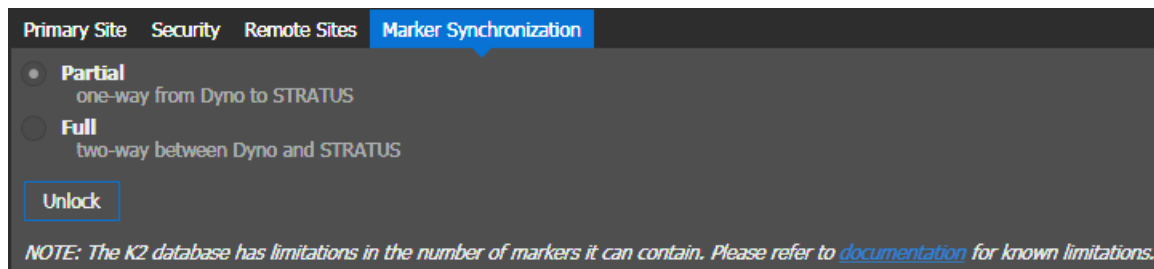 Primary Site Security Remote Sites Marker Synchronization
Partial
one-way from Dyno to STRATUS
Full
two-way between Dyno and STRATUS
Unlock
NOTE: The K2 database has limitations in the number of markers it can contain. Please refer to documentation for known limitations.